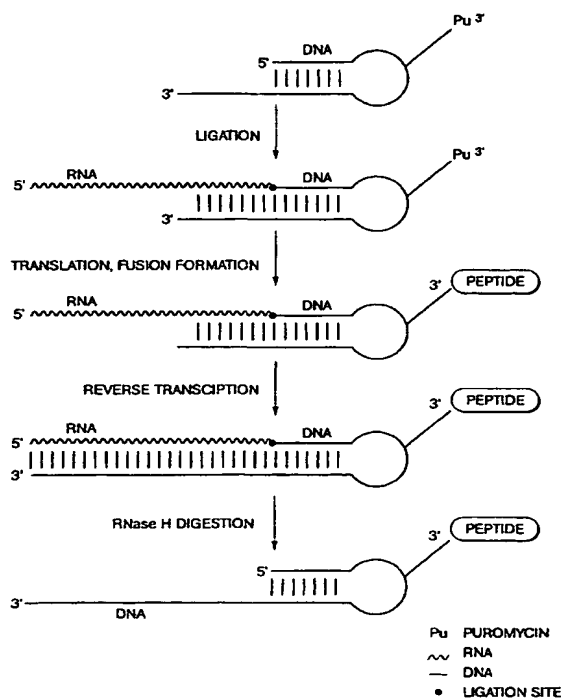 Pu 3'
5' DNA
3'
LIGATION
RNA DNA Pu 3'
5'
3'
TRANSLATION, FUSION FORMATION
3' PEPTIDE
RNA DNA
5'
REVERSE TRANSCIPTION
3' PEPTIDE
RNA DNA
5'
3'
RNase H DIGESTION
3' PEPTIDE
5'
3' DNA
Pu PUROMYCIN
RNA
DNA
LIGATION SITE